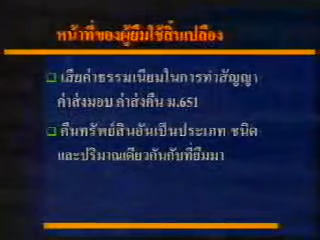 หน้าที่ของผู้ยืมใช้สิ้นเปลือง
เสียค่าธรรมเนียมในการทำสัญญา
ค่าส่งมอบ ค่าส่งคืน ม.651
คืนทรัพย์สินอันเป็นประเภท ชนิด
และปริมาณเดียวกันกับที่ยืมมา